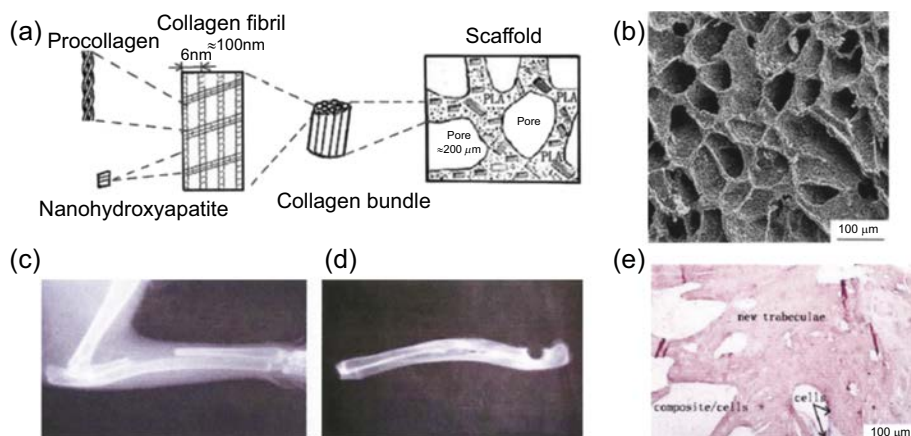 (a)
Procollagen
Collagen fibril
≈100nm
6nm
Scaffold
PLA
Pore
Pore
≈200 μm
PLA
Nanohydroxyapatite
Collagen bundle
(b)
100 μm
(c)
(d)
(e)
new trabeculae
composite/cells
cells
100 μm